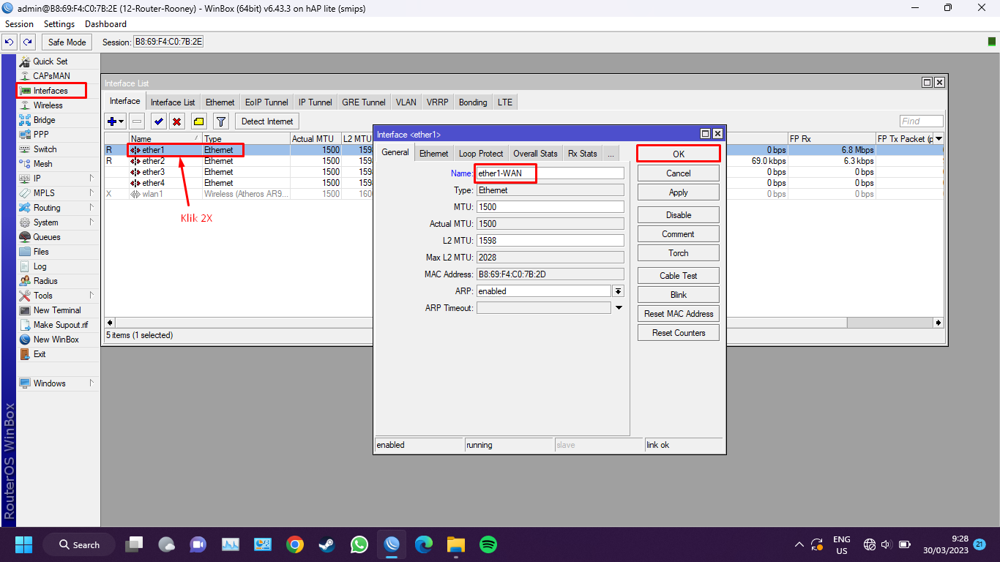 admin@B8:69:F4:C0:7B:2E (12-Router-Rooney) - WinBox (64bit) v6.43.3 on hAP lite (smips)
Session Settings Dashboard
Safe Mode Session: B8:69:F4:C0:7B:2E
Quick Set
CAPsMAN
Interfaces
Wireless
Bridge
PPP
Switch
Mesh
IP
MPLS
Routing
System
Queues
Files
Log
Radius
Tools
New Terminal
Make Supout.rif
New WinBox
Exit
Windows
RouterOS WinBox
Interface List
Interface Interface List Ethernet EoIP Tunnel IP Tunnel GRE Tunnel VLAN VRRP Bonding LTE
Detect Internet Find
Name Type Actual MTU L2 MTU FP Rx FP Tx Packet (p
R ether1 Ethernet 1500 159 0 bps 6.8 Mbps
R ether2 Ethernet 1500 159 69.0 kbps 6.3 kbps
ether3 Ethernet 1500 159 0 bps 0 bps
ether4 Ethernet 1500 159 0 bps 0 bps
X wlan1 Wireless (Atheros AR9... 1500 160 0 bps 0 bps
Klik 2X
5 items (1 selected)
Interface <ether1>
General Ethernet Loop Protect Overall Stats Rx Stats ...
Name: ether1-WAN
Type: Ethernet
MTU: 1500
Actual MTU: 1500
L2 MTU: 1598
Max L2 MTU: 2028
MAC Address: B8:69:F4:C0:7B:2D
ARP: enabled
ARP Timeout:
OK
Cancel
Apply
Disable
Comment
Torch
Cable Test
Blink
Reset MAC Address
Reset Counters
enabled running slave link ok
Search
ENG
US
9:28
30/03/2023
21